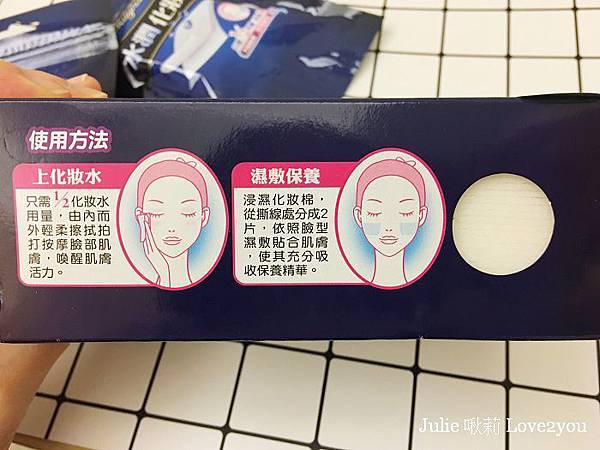 水潤化
使用方法
上化妝水
只需1/2化妝水
用量，由內而
外輕柔擦拭拍
打按摩臉部肌
膚，喚醒肌膚
活力。
濕敷保養
浸濕化妝棉，
從撕線處分成2
片，依照臉型
濕敷貼合肌膚
，使其充分吸
收保養精華。
Julie 啾莉 Love2you